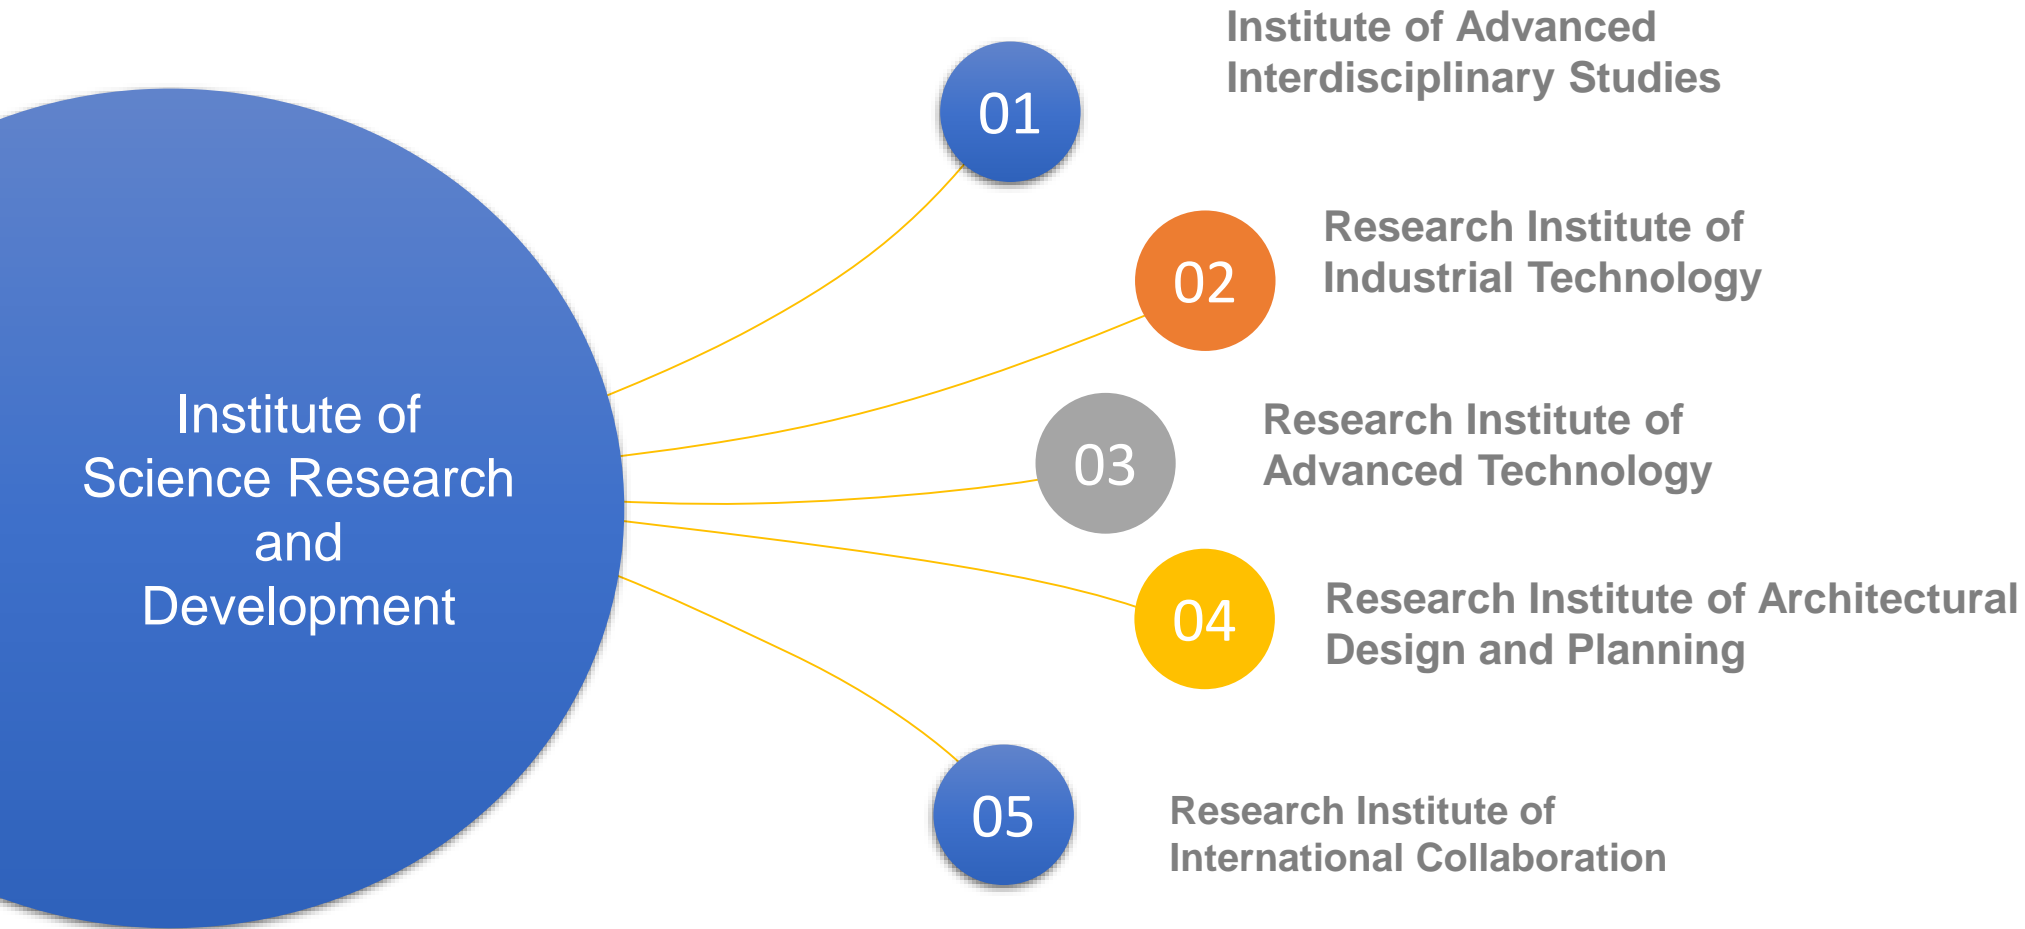 Institute of
Science Research
and
Development
01
Institute of Advanced
Interdisciplinary Studies
02
Research Institute of
Industrial Technology
03
Research Institute of
Advanced Technology
04
Research Institute of Architectural
Design and Planning
05
Research Institute of
International Collaboration